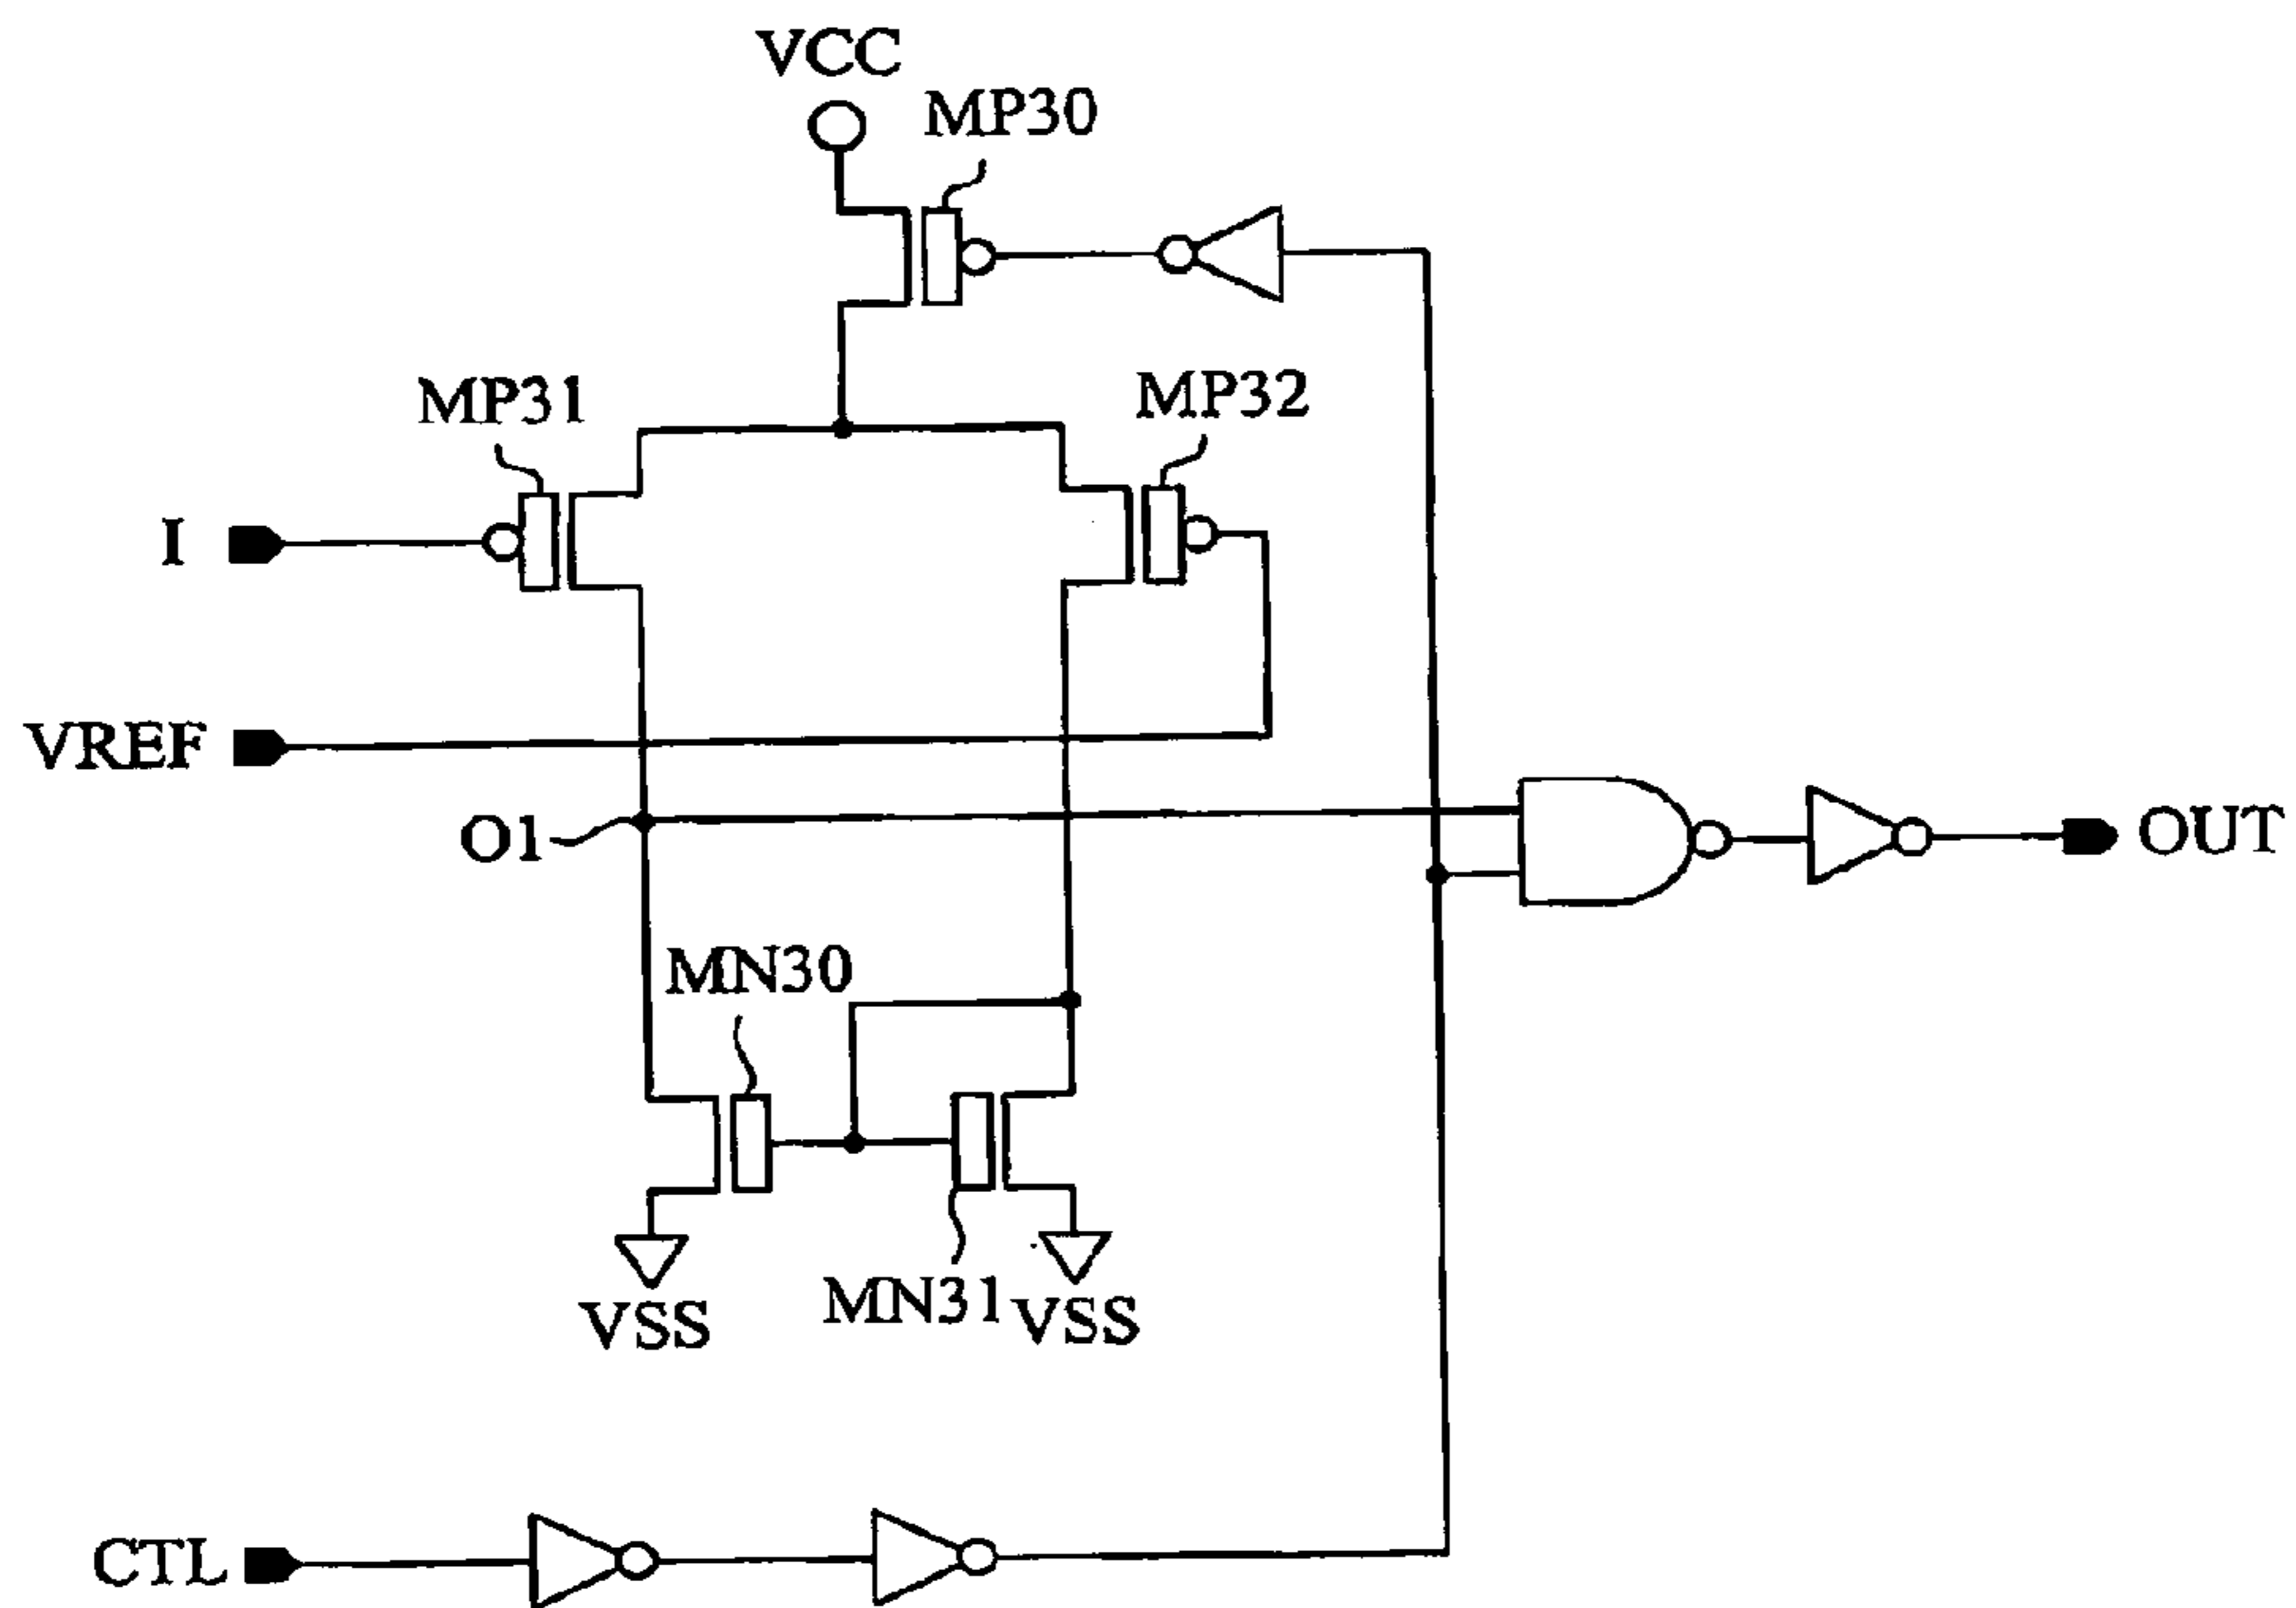 VCC
MP30
MP31
MP32
I
VREF
O1
OUT
MN30
MN31
VSS
VSS
CTL